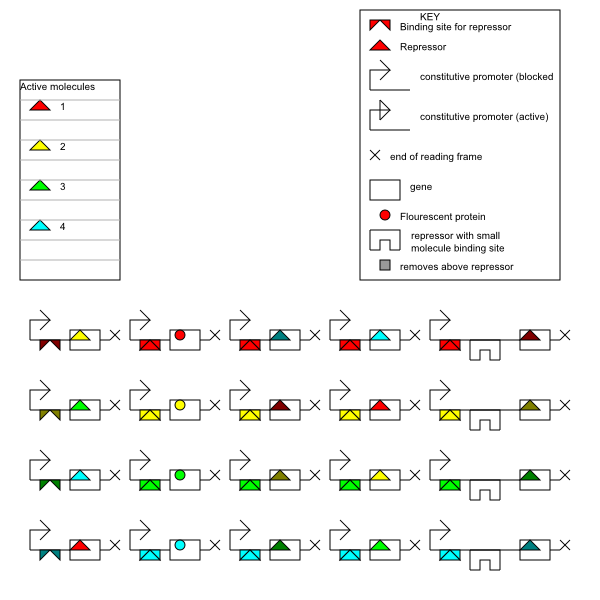 KEY
Binding site for repressor
Repressor
constitutive promoter (blocked
constitutive promoter (active)
end of reading frame
gene
Flourescent protein
repressor with small
molecule binding site
removes above repressor
Active molecules
1
2
3
4